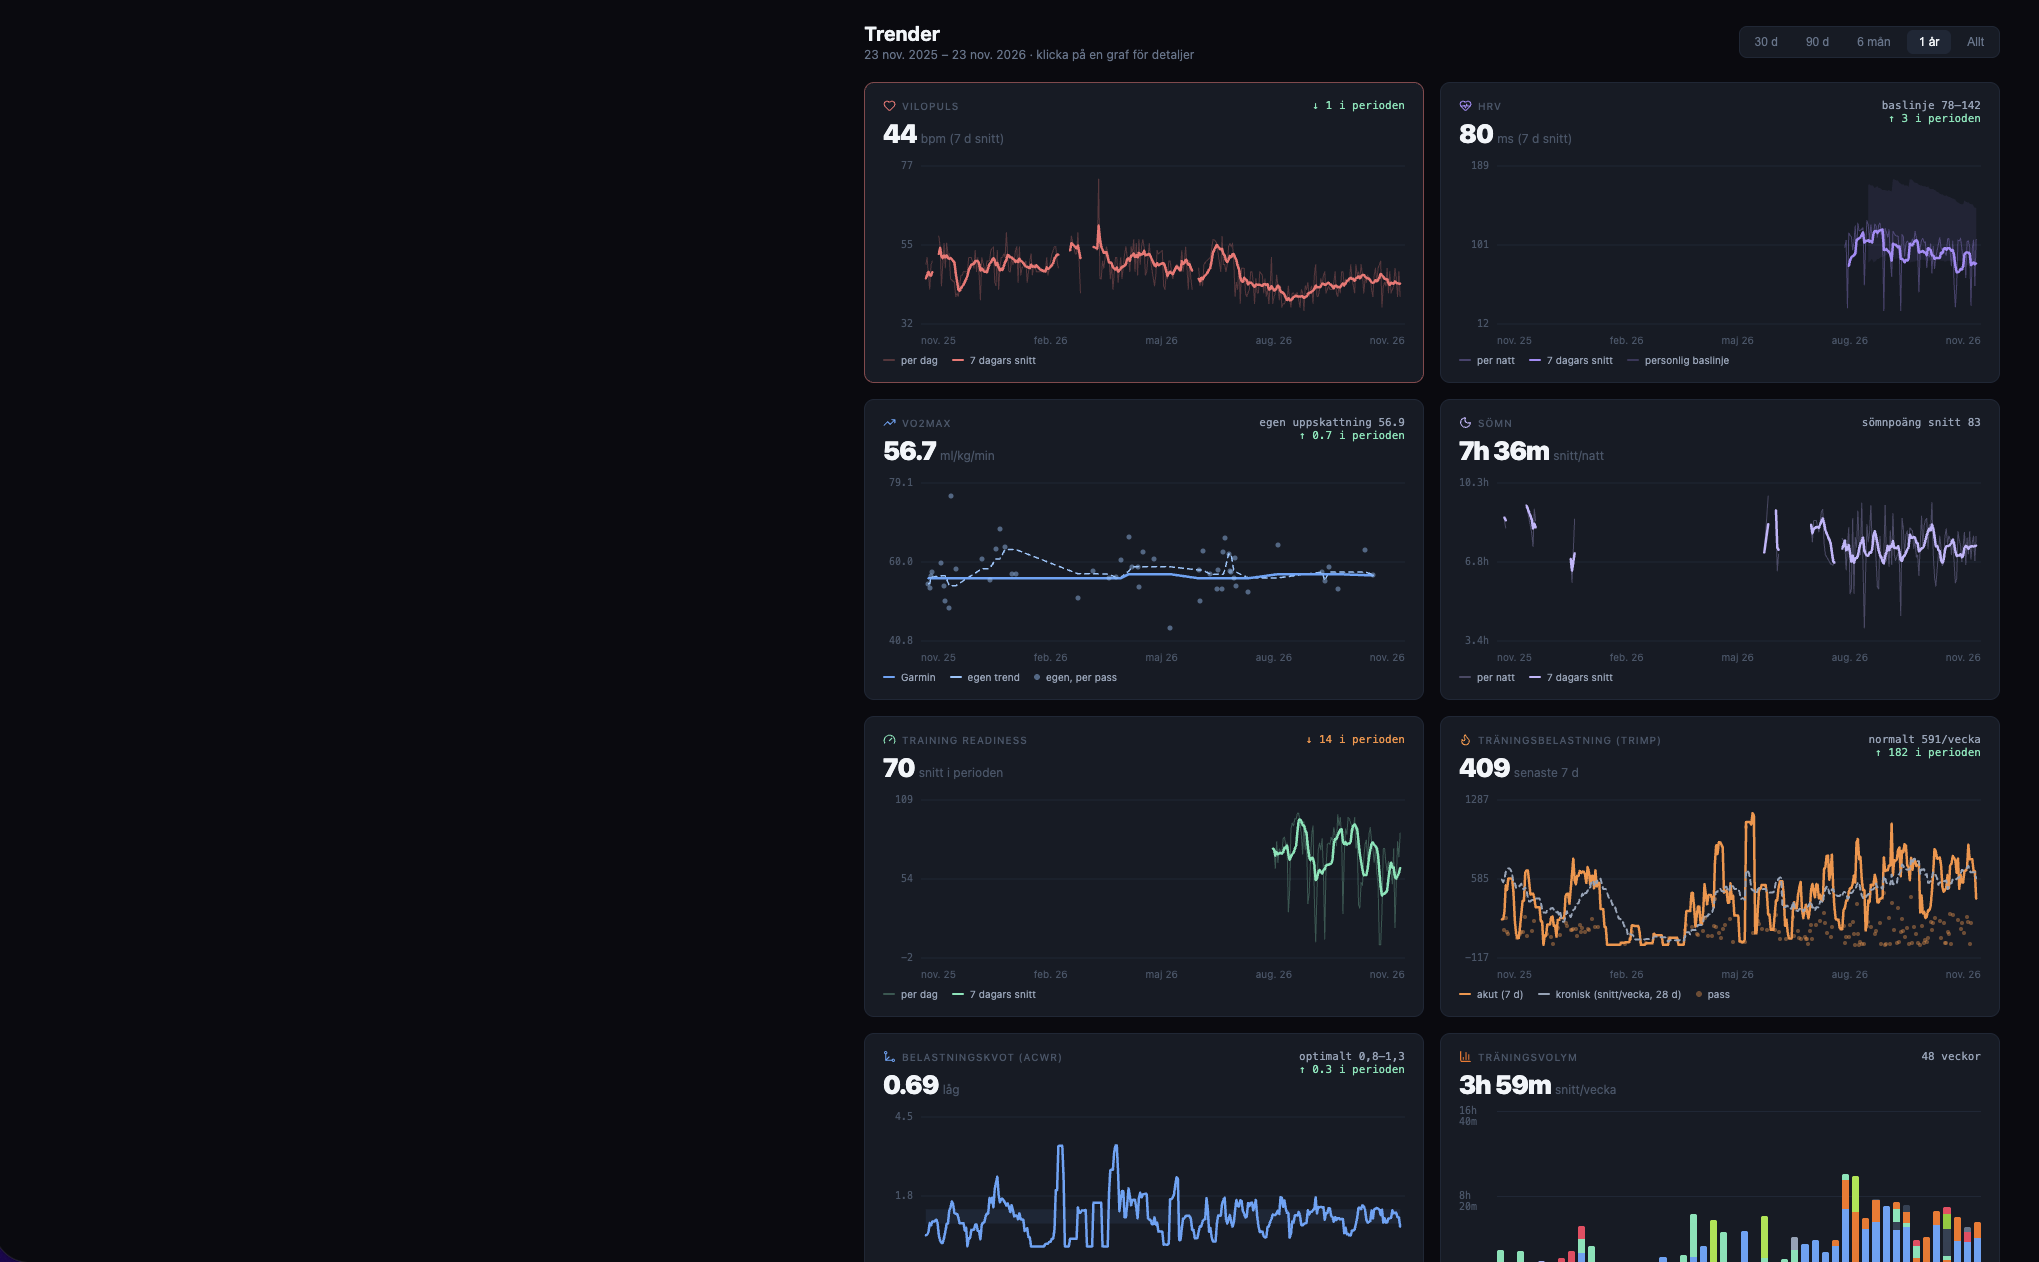 Trender
23 nov. 2025 – 23 nov. 2026 · klicka på en graf för detaljer
30 d 90 d 6 mån 1 år Allt
VILOPULS
↓ 1 i perioden
44 bpm (7 d snitt)
77
55
32
nov. 25 feb. 26 maj 26 aug. 26 nov. 26
per dag 7 dagars snitt
HRV
baslinje 78–142
↑ 3 i perioden
80 ms (7 d snitt)
189
101
12
nov. 25 feb. 26 maj 26 aug. 26 nov. 26
per natt 7 dagars snitt personlig baslinje
VO2MAX
egen uppskattning 56.9
↑ 0.7 i perioden
56.7 ml/kg/min
79.1
60.0
40.8
nov. 25 feb. 26 maj 26 aug. 26 nov. 26
Garmin egen trend egen, per pass
SÖMN
sömnpoäng snitt 83
7h 36m snitt/natt
10.3h
6.8h
3.4h
nov. 25 feb. 26 maj 26 aug. 26 nov. 26
per natt 7 dagars snitt
TRAINING READINESS
↓ 14 i perioden
70 snitt i perioden
109
54
−2
nov. 25 feb. 26 maj 26 aug. 26 nov. 26
per dag 7 dagars snitt
TRÄNINGSBELASTNING (TRIMP)
normalt 591/vecka
↑ 182 i perioden
409 senaste 7 d
1287
585
−117
nov. 25 feb. 26 maj 26 aug. 26 nov. 26
akut (7 d) kronisk (snitt/vecka, 28 d) pass
BELASTNINGSKVOT (ACWR)
optimalt 0,8–1,3
↑ 0.3 i perioden
0.69 låg
4.5
1.8
TRÄNINGSVOLYM
48 veckor
3h 59m snitt/vecka
16h
40m
8h
20m